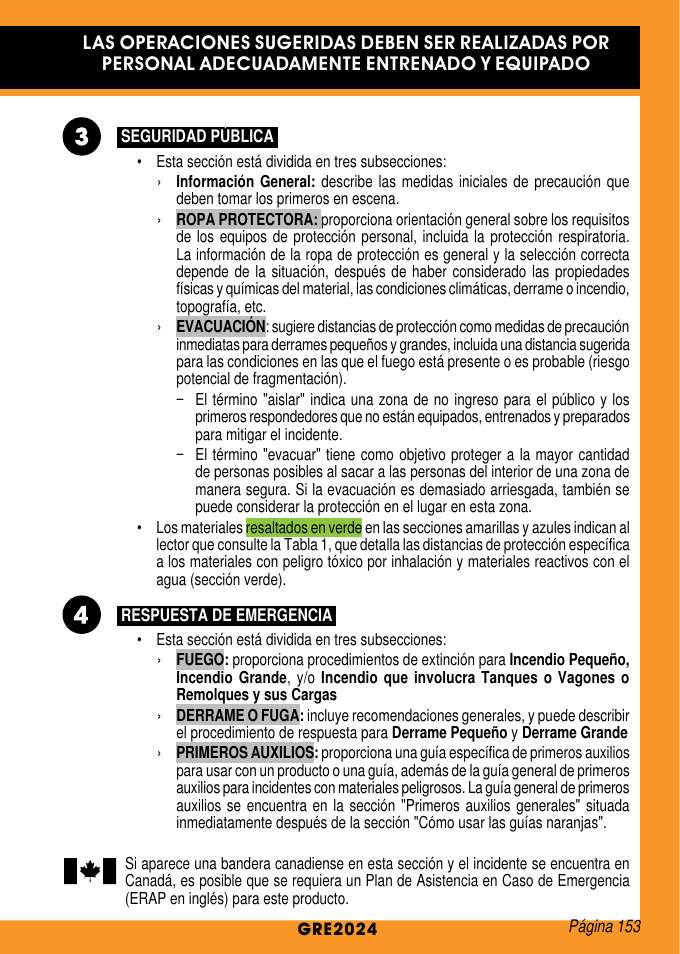 LAS OPERACIONES SUGERIDAS DEBEN SER REALIZADAS POR
PERSONAL ADECUADAMENTE ENTRENADO Y EQUIPADO
3 SEGURIDAD PÚBLICA
• Esta sección está dividida en tres subsecciones:
› Información General: describe las medidas iniciales de precaución que
deben tomar los primeros en escena.
› ROPA PROTECTORA: proporciona orientación general sobre los requisitos
de los equipos de protección personal, incluida la protección respiratoria.
La información de la ropa de protección es general y la selección correcta
depende de la situación, después de haber considerado las propiedades
físicas y químicas del material, las condiciones climáticas, derrame o incendio,
topografía, etc.
› EVACUACIÓN: sugiere distancias de protección como medidas de precaución
inmediatas para derrames pequeños y grandes, incluida una distancia sugerida
para las condiciones en las que el fuego está presente o es probable (riesgo
potencial de fragmentación).
– El término "aislar" indica una zona de no ingreso para el público y los
primeros respondedores que no están equipados, entrenados y preparados
para mitigar el incidente.
– El término "evacuar" tiene como objetivo proteger a la mayor cantidad
de personas posibles al sacar a las personas del interior de una zona de
manera segura. Si la evacuación es demasiado arriesgada, también se
puede considerar la protección en el lugar en esta zona.
• Los materiales resaltados en verde en las secciones amarillas y azules indican al
lector que consulte la Tabla 1, que detalla las distancias de protección específica
a los materiales con peligro tóxico por inhalación y materiales reactivos con el
agua (sección verde).
4 RESPUESTA DE EMERGENCIA
• Esta sección está dividida en tres subsecciones:
› FUEGO: proporciona procedimientos de extinción para Incendio Pequeño,
Incendio Grande, y/o Incendio que involucra Tanques o Vagones o
Remolques y sus Cargas
› DERRAME O FUGA: incluye recomendaciones generales, y puede describir
el procedimiento de respuesta para Derrame Pequeño y Derrame Grande
› PRIMEROS AUXILIOS: proporciona una guía específica de primeros auxilios
para usar con un producto o una guía, además de la guía general de primeros
auxilios para incidentes con materiales peligrosos. La guía general de primeros
auxilios se encuentra en la sección "Primeros auxilios generales" situada
inmediatamente después de la sección "Cómo usar las guías naranjas".
Si aparece una bandera canadiense en esta sección y el incidente se encuentra en
Canadá, es posible que se requiera un Plan de Asistencia en Caso de Emergencia
(ERAP en inglés) para este producto.
GRE2024
Página 153